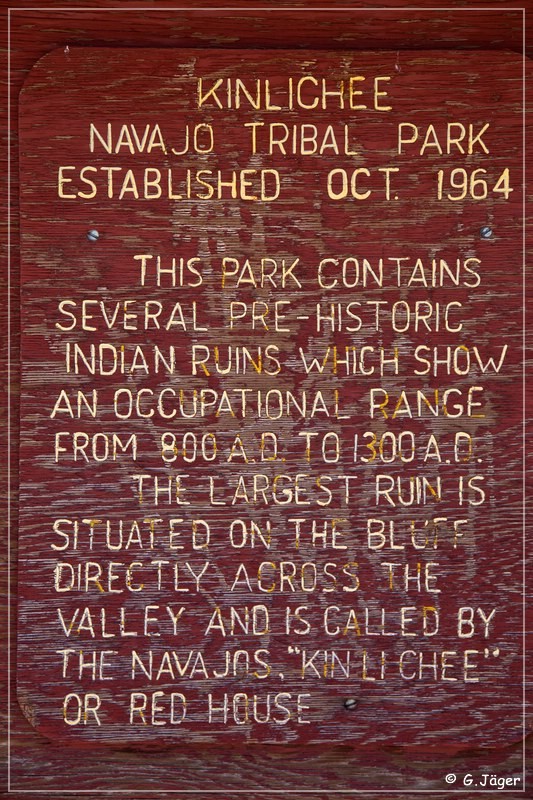 KINLICHEE
NAVAJO TRIBAL PARK
ESTABLISHED OCT. 1964
THIS PARK CONTAINS
SEVERAL PRE-HISTORIC
INDIAN RUINS WHICH SHOW
AN OCCUPATIONAL RANGE
FROM 800 A.D. TO 1300 A.D.
THE LARGEST RUIN IS
SITUATED ON THE BLUFF
DIRECTLY ACROSS THE
VALLEY AND IS CALLED BY
THE NAVAJOS, "KIN LI CHEE"
OR RED HOUSE
© G.Jäger